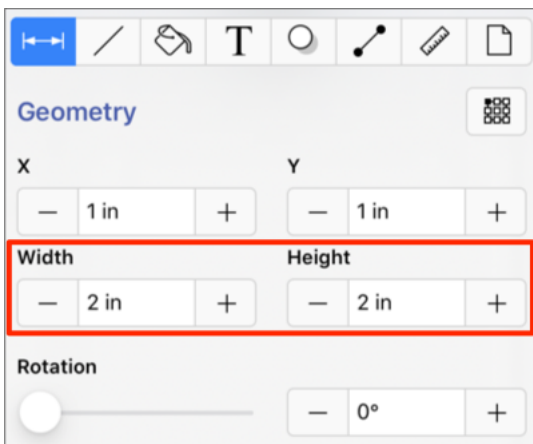 T
Geometry
X Y
1 in 1 in
Width Height
2 in 2 in
Rotation
0°